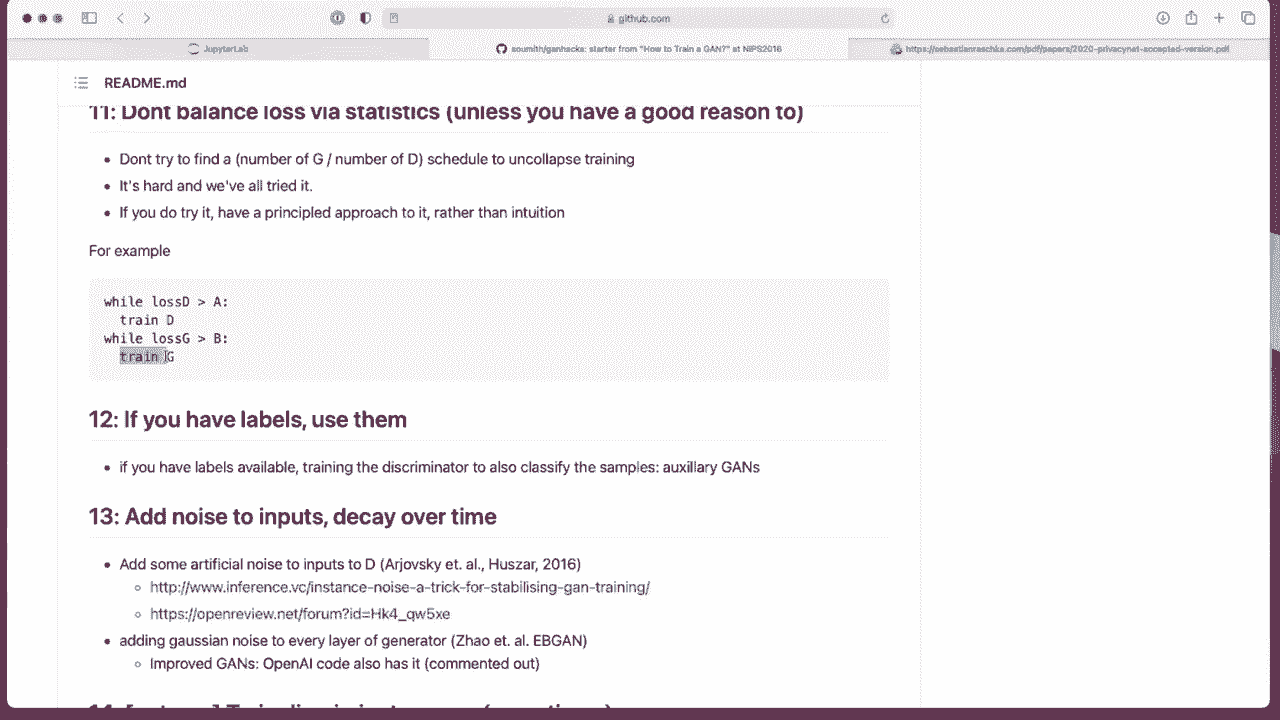 github.com
JupyterLab
soumith/ganhacks: starter from "How to Train a GAN?" at NIPS2016
https://sebastianraschka.com/pdf/papers/2020-privacynet-accepted-version.pdf
README.md
11: Dont balance loss via statistics (unless you have a good reason to)
Dont try to find a (number of G / number of D) schedule to uncollapse training
It's hard and we've all tried it.
If you do try it, have a principled approach to it, rather than intuition
For example
while lossD > A:
train D
while lossG > B:
train G
12: If you have labels, use them
if you have labels available, training the discriminator to also classify the samples: auxillary GANs
13: Add noise to inputs, decay over time
Add some artificial noise to inputs to D (Arjovsky et. al., Huszar, 2016)
http://www.inference.vc/instance-noise-a-trick-for-stabilising-gan-training/
https://openreview.net/forum?id=Hk4_qw5xe
adding gaussian noise to every layer of generator (Zhao et. al. EBGAN)
Improved GANs: OpenAI code also has it (commented out)